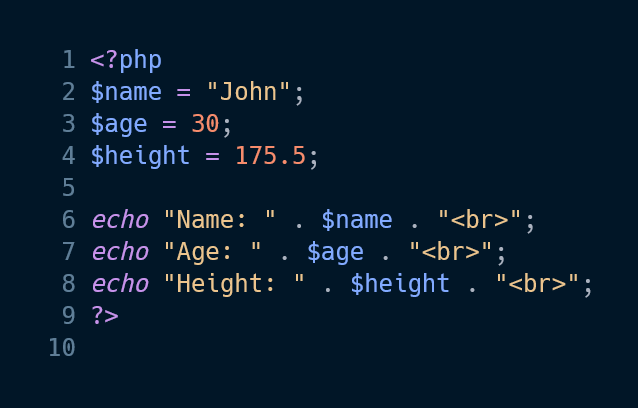 1 <?php
2 $name = "John";
3 $age = 30;
4 $height = 175.5;
5
6 echo "Name: " . $name . "<br>";
7 echo "Age: " . $age . "<br>";
8 echo "Height: " . $height . "<br>";
9 ?>
10